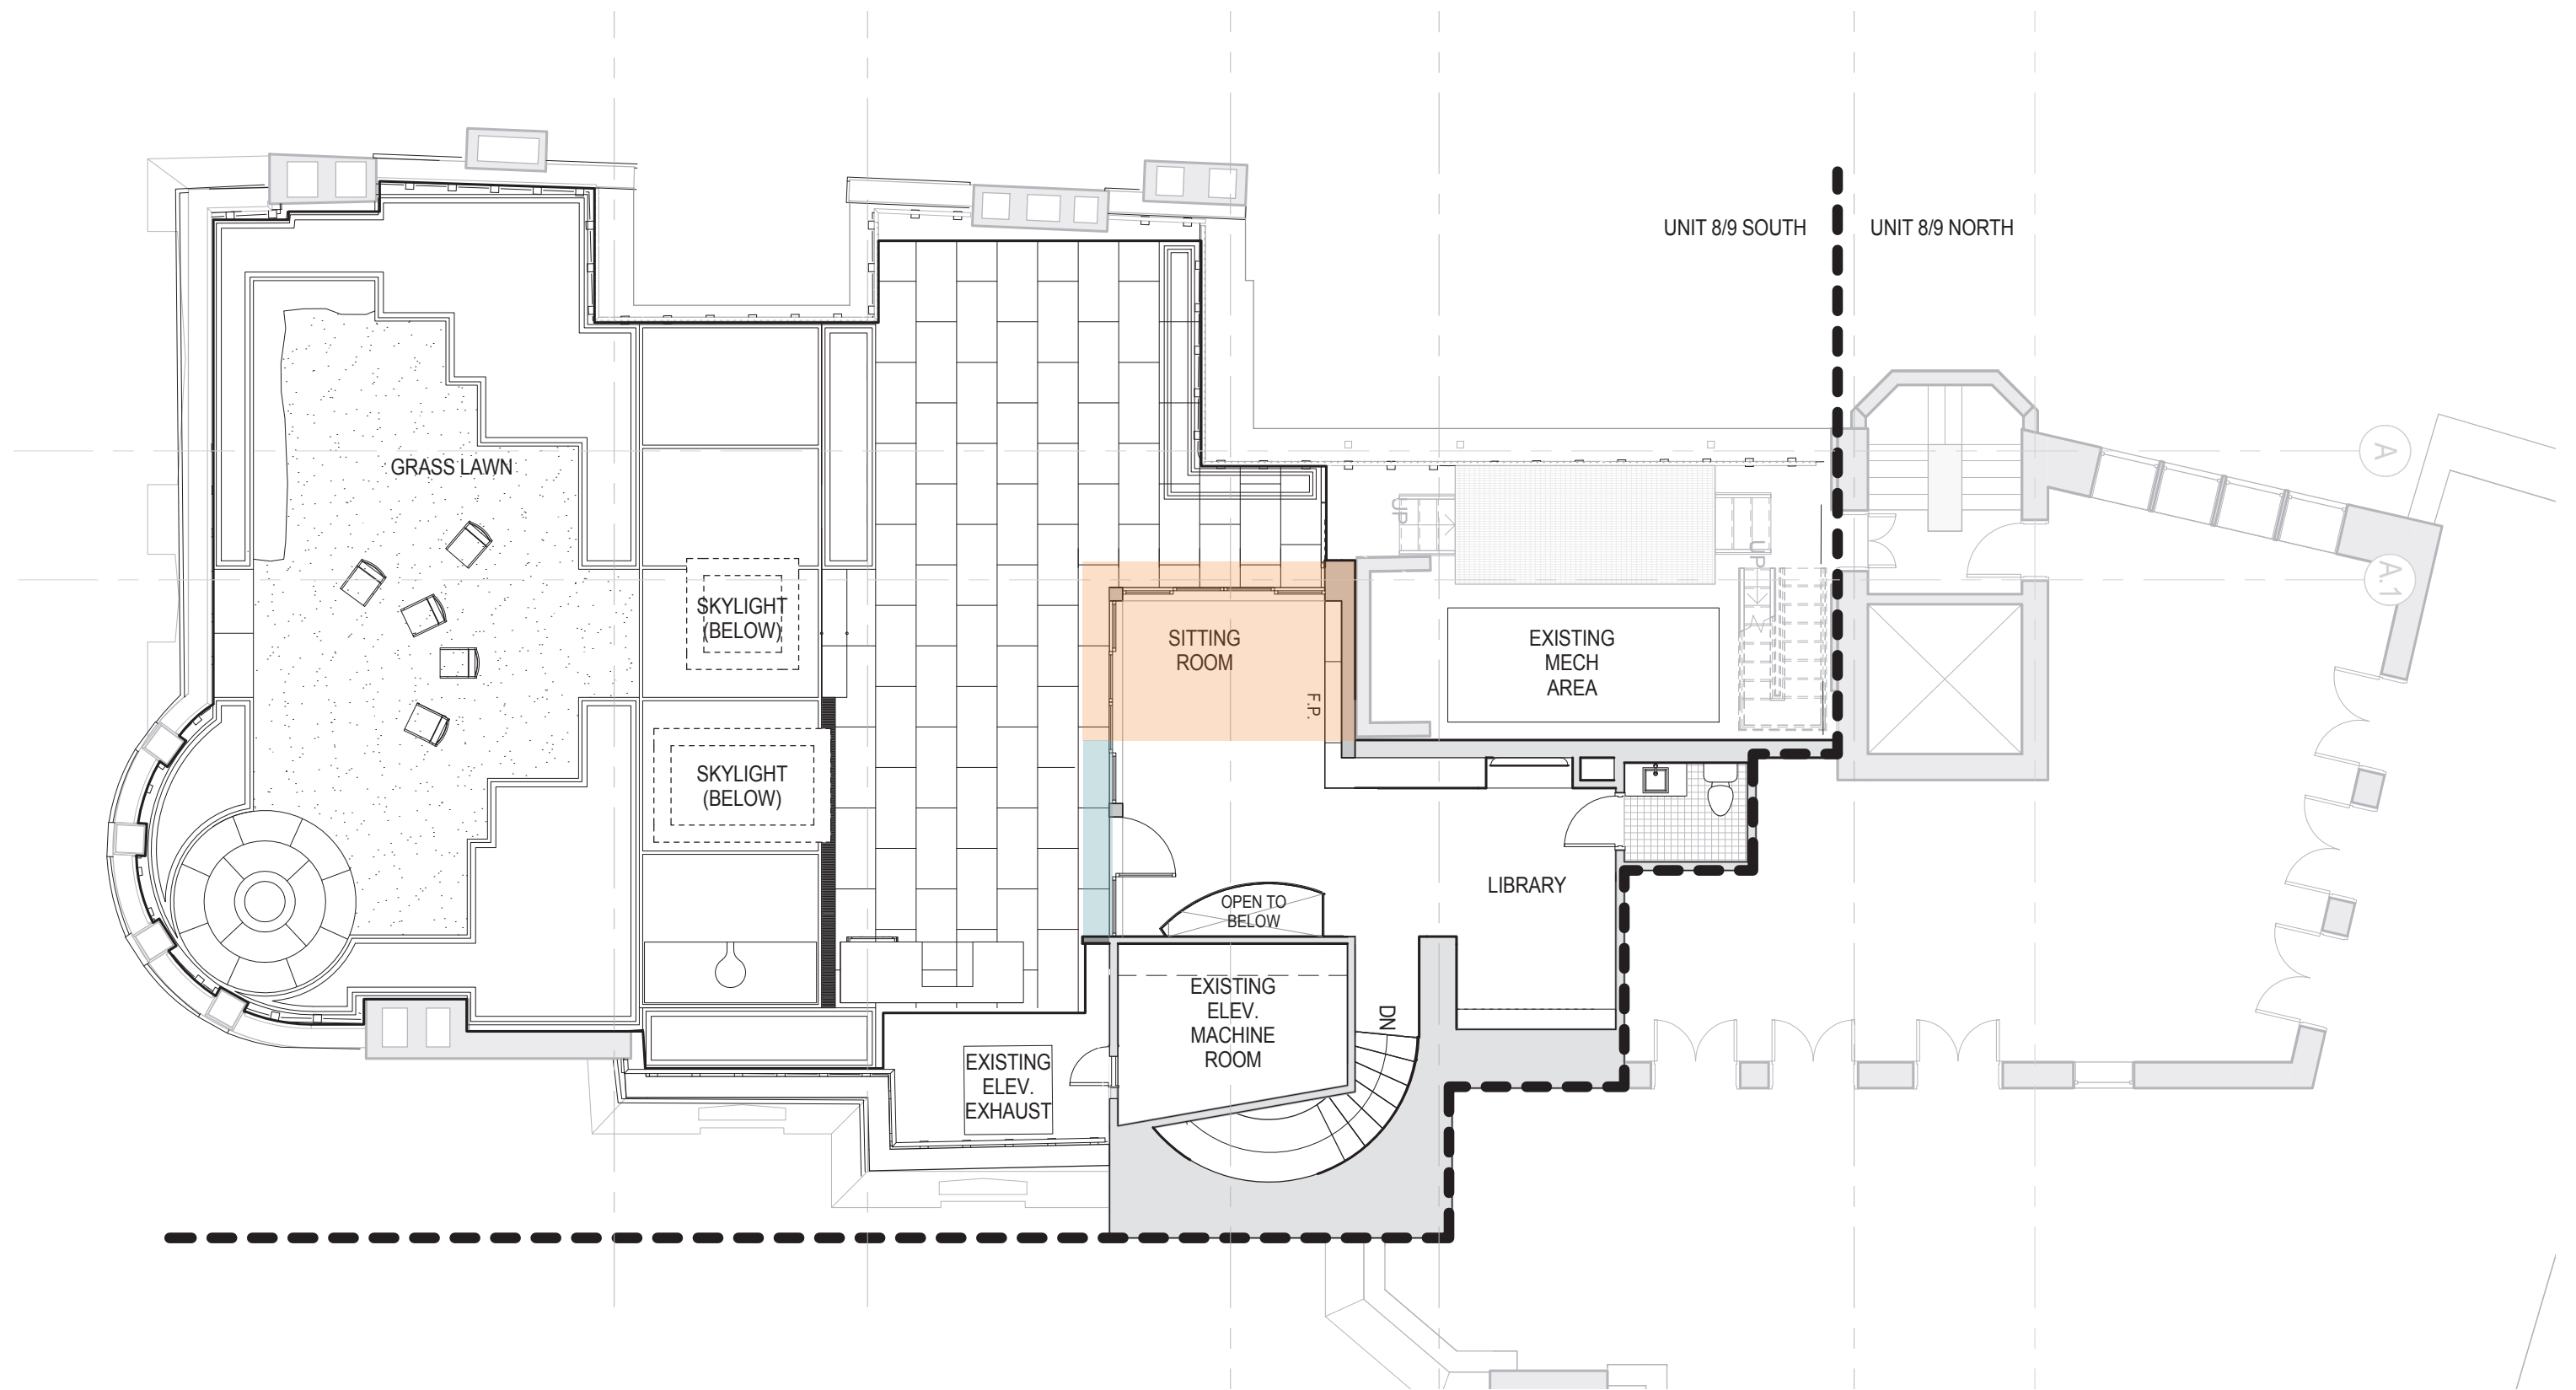 UNIT 8/9 SOUTH
UNIT 8/9 NORTH
A
GRASS LAWN
UP
UP
A.1
SKYLIGHT
(BELOW)
SITTING
ROOM
EXISTING
MECH
AREA
F.P.
SKYLIGHT
(BELOW)
LIBRARY
OPEN TO
BELOW
EXISTING
ELEV.
MACHINE
ROOM
DN
EXISTING
ELEV.
EXHAUST